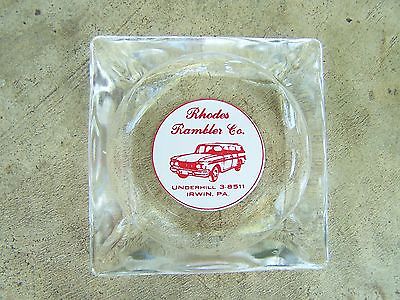 Rhodes
Rambler Co.
UNDERHILL 3-8511
IRWIN, PA.